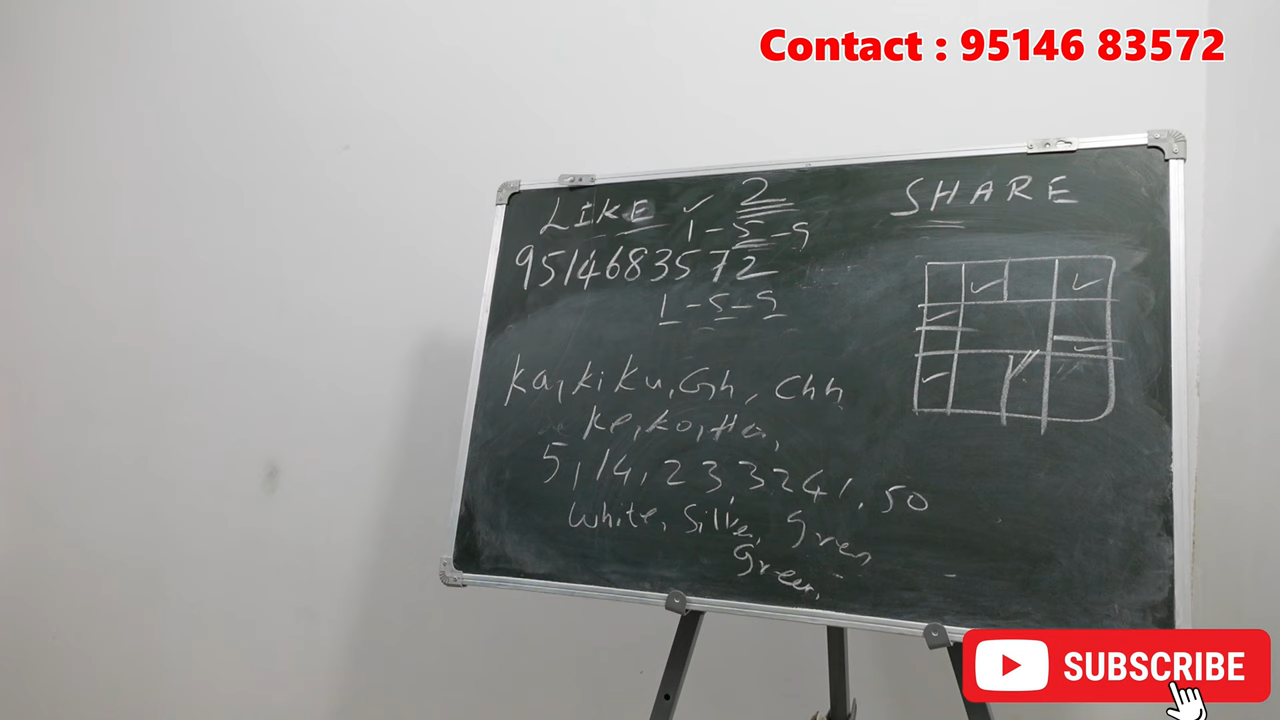 Contact : 95146 83572
LIKE ✓ 2 SHARE
1-5-9
9514683572
1-5-9
Ka, Ki Ku, Gh, Chh
Ke, Ko, Ha,
5, 14, 23, 32 41, 50
White, Silver, Green
Green,
SUBSCRIBE